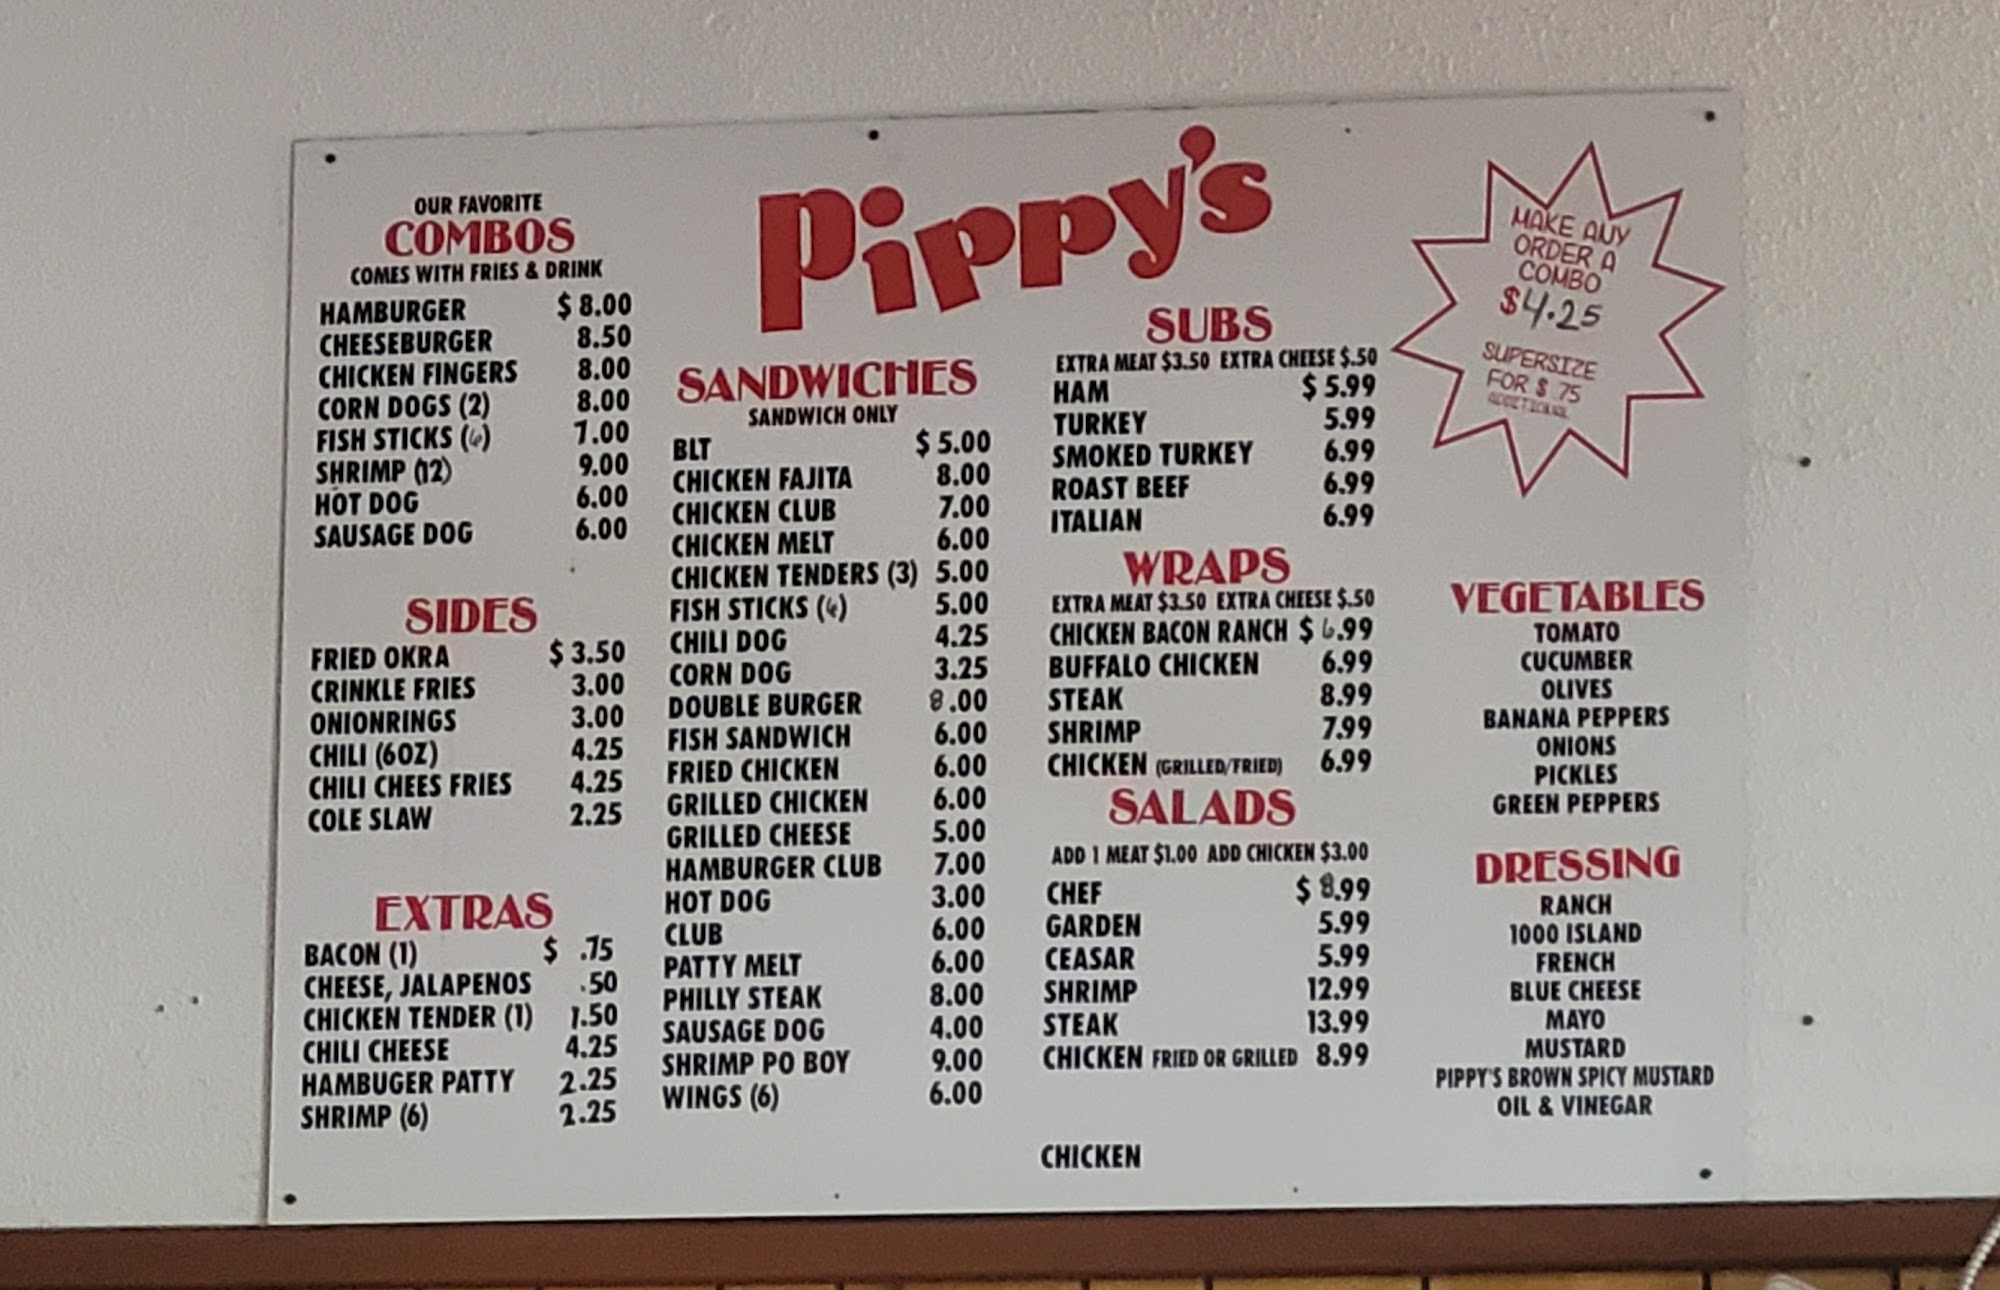 Pippy's
OUR FAVORITE
COMBOS
COMES WITH FRIES & DRINK
HAMBURGER $ 8.00
CHEESEBURGER 8.50
CHICKEN FINGERS 8.00
CORN DOGS (2) 8.00
FISH STICKS (6) 7.00
SHRIMP (12) 9.00
HOT DOG 6.00
SAUSAGE DOG 6.00
SIDES
FRIED OKRA $ 3.50
CRINKLE FRIES 3.00
ONIONRINGS 3.00
CHILI (6OZ) 4.25
CHILI CHEES FRIES 4.25
COLE SLAW 2.25
EXTRAS
BACON (1) $ .75
CHEESE, JALAPENOS .50
CHICKEN TENDER (1) 1.50
CHILI CHEESE 4.25
HAMBUGER PATTY 2.25
SHRIMP (6) 2.25
SANDWICHES
SANDWICH ONLY
BLT $ 5.00
CHICKEN FAJITA 8.00
CHICKEN CLUB 7.00
CHICKEN MELT 6.00
CHICKEN TENDERS (3) 5.00
FISH STICKS 5.00
CHILI DOG 4.25
CORN DOG 3.25
DOUBLE BURGER 8.00
FISH SANDWICH 6.00
FRIED CHICKEN 6.00
GRILLED CHICKEN 6.00
GRILLED CHEESE 5.00
HAMBURGER CLUB 7.00
HOT DOG 3.00
CLUB 6.00
PATTY MELT 6.00
PHILLY STEAK 8.00
SAUSAGE DOG 4.00
SHRIMP PO BOY 9.00
WINGS (6) 6.00
SUBS
EXTRA MEAT $3.50 EXTRA CHEESE $.50
HAM $ 5.99
TURKEY 5.99
SMOKED TURKEY 6.99
ROAST BEEF 6.99
ITALIAN 6.99
WRAPS
EXTRA MEAT $3.50 EXTRA CHEESE $.50
CHICKEN BACON RANCH $ 6.99
BUFFALO CHICKEN 6.99
STEAK 8.99
SHRIMP 7.99
CHICKEN (GRILLED/FRIED) 6.99
SALADS
ADD 1 MEAT $1.00 ADD CHICKEN $3.00
CHEF $ 8.99
GARDEN 5.99
CEASAR 5.99
SHRIMP 12.99
STEAK 13.99
CHICKEN FRIED OR GRILLED 8.99
CHICKEN
MAKE ANY
ORDER A
COMBO
$4.25
SUPERSIZE
FOR $ .75
ADDITIONAL
VEGETABLES
TOMATO
CUCUMBER
OLIVES
BANANA PEPPERS
ONIONS
PICKLES
GREEN PEPPERS
DRESSING
RANCH
1000 ISLAND
FRENCH
BLUE CHEESE
MAYO
MUSTARD
PIPPY'S BROWN SPICY MUSTARD
OIL & VINEGAR